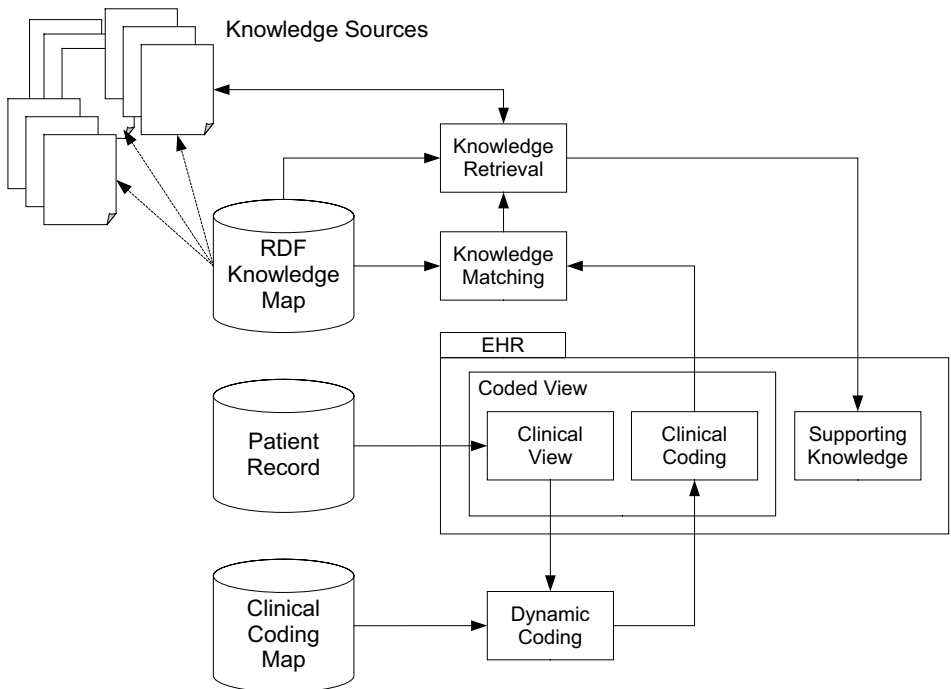 Knowledge Sources
Knowledge
Retrieval
RDF
Knowledge
Map
Knowledge
Matching
EHR
Coded View
Patient
Record
Clinical
View
Clinical
Coding
Supporting
Knowledge
Clinical
Coding
Map
Dynamic
Coding